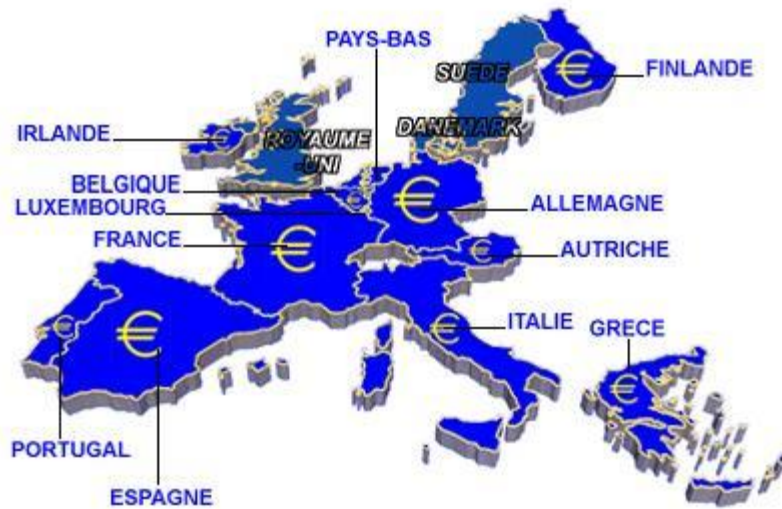 PAYS-BAS
SUEDE
FINLANDE
IRLANDE
DANEMARK
ROYAUME
-UNI
BELGIQUE
LUXEMBOURG
ALLEMAGNE
FRANCE
AUTRICHE
ITALIE
GRECE
PORTUGAL
ESPAGNE
€
€
€
€
€
€
€
€
€
€